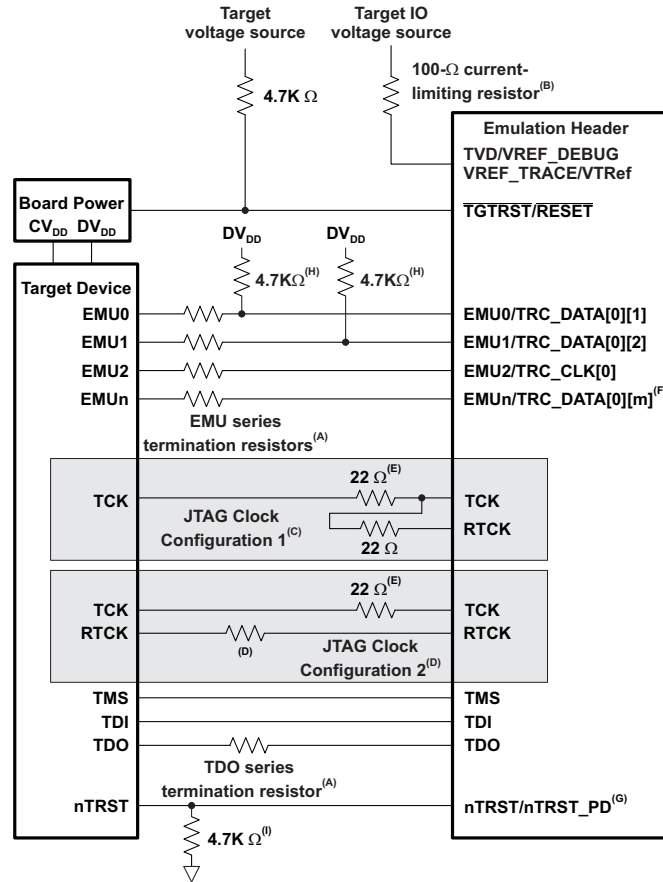 Target
voltage source
Target IO
voltage source
4.7K Ω
100-Ω current-
limiting resistor(B)
Emulation Header
TVD/VREF_DEBUG
VREF_TRACE/VTRef
Board Power
CVDD DVDD
TGTRST/RESET
DVDD DVDD
4.7KΩ(H) 4.7KΩ(H)
Target Device
EMU0
EMU0/TRC_DATA[0][1]
EMU1
EMU1/TRC_DATA[0][2]
EMU2
EMU2/TRC_CLK[0]
EMUn
EMUn/TRC_DATA[0][m](F
EMU series
termination resistors(A)
22 Ω(E)
TCK
TCK
JTAG Clock
Configuration 1(C)
RTCK
22 Ω
22 Ω(E)
TCK
TCK
RTCK
RTCK
(D)
JTAG Clock
Configuration 2(D)
TMS
TMS
TDI
TDI
TDO
TDO
TDO series
termination resistor(A)
nTRST
nTRST/nTRST_PD(G)
4.7K Ω(I)